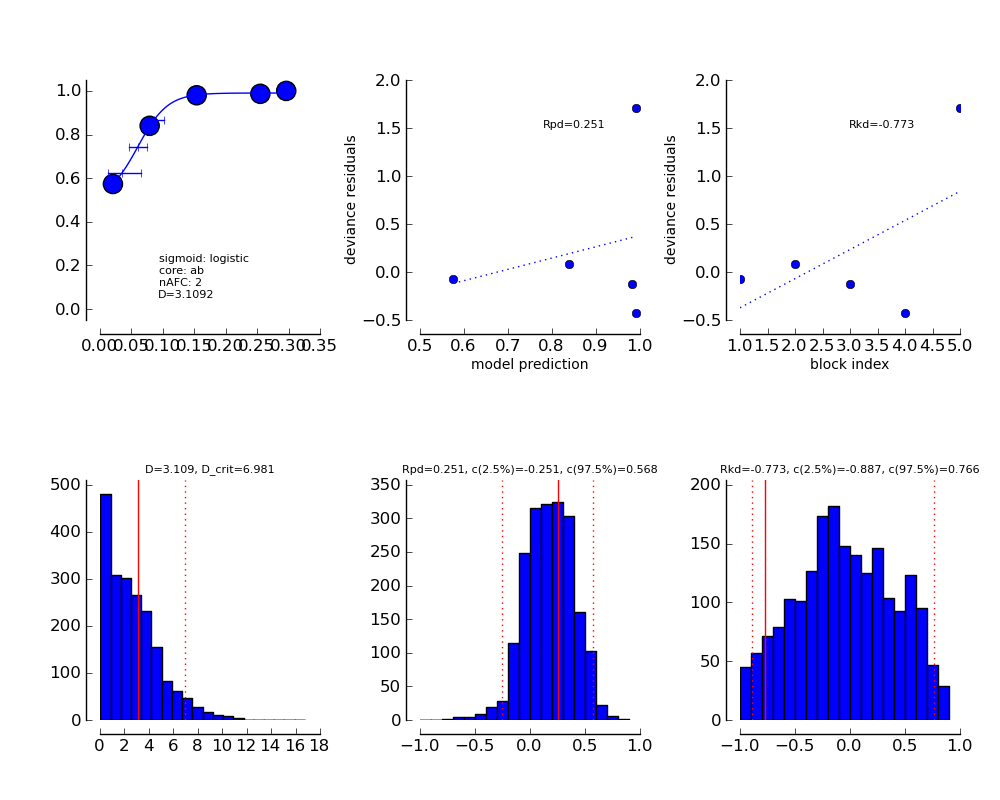 1.0
0.8
0.6
0.4
0.2
0.0
sigmoid: logistic
core: ab
nAFC: 2
D=3.1092
0.00 0.05 0.10 0.15 0.20 0.25 0.30 0.35
deviance residuals
2.0
1.5
1.0
0.5
0.0
−0.5
Rpd=0.251
0.5 0.6 0.7 0.8 0.9 1.0
model prediction
deviance residuals
2.0
1.5
1.0
0.5
0.0
−0.5
Rkd=-0.773
1.0 1.5 2.0 2.5 3.0 3.5 4.0 4.5 5.0
block index
D=3.109, D_crit=6.981
500
400
300
200
100
0
0 2 4 6 8 10 12 14 16 18
Rpd=0.251, c(2.5%)=-0.251, c(97.5%)=0.568
350
300
250
200
150
100
50
0
−1.0 −0.5 0.0 0.5 1.0
Rkd=-0.773, c(2.5%)=-0.887, c(97.5%)=0.766
200
150
100
50
0
−1.0 −0.5 0.0 0.5 1.0